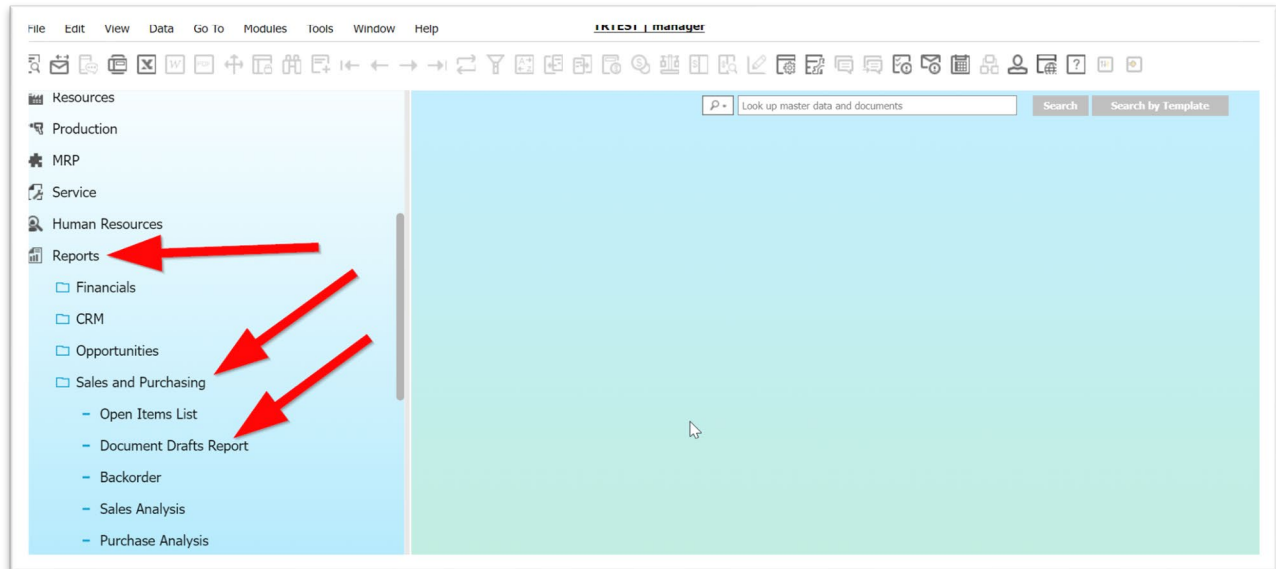 File Edit View Data Go To Modules Tools Window Help TRTEST | manager
Look up master data and documents Search Search by Template
Resources
Production
MRP
Service
Human Resources
Reports
Financials
CRM
Opportunities
Sales and Purchasing
Open Items List
Document Drafts Report
Backorder
Sales Analysis
Purchase Analysis